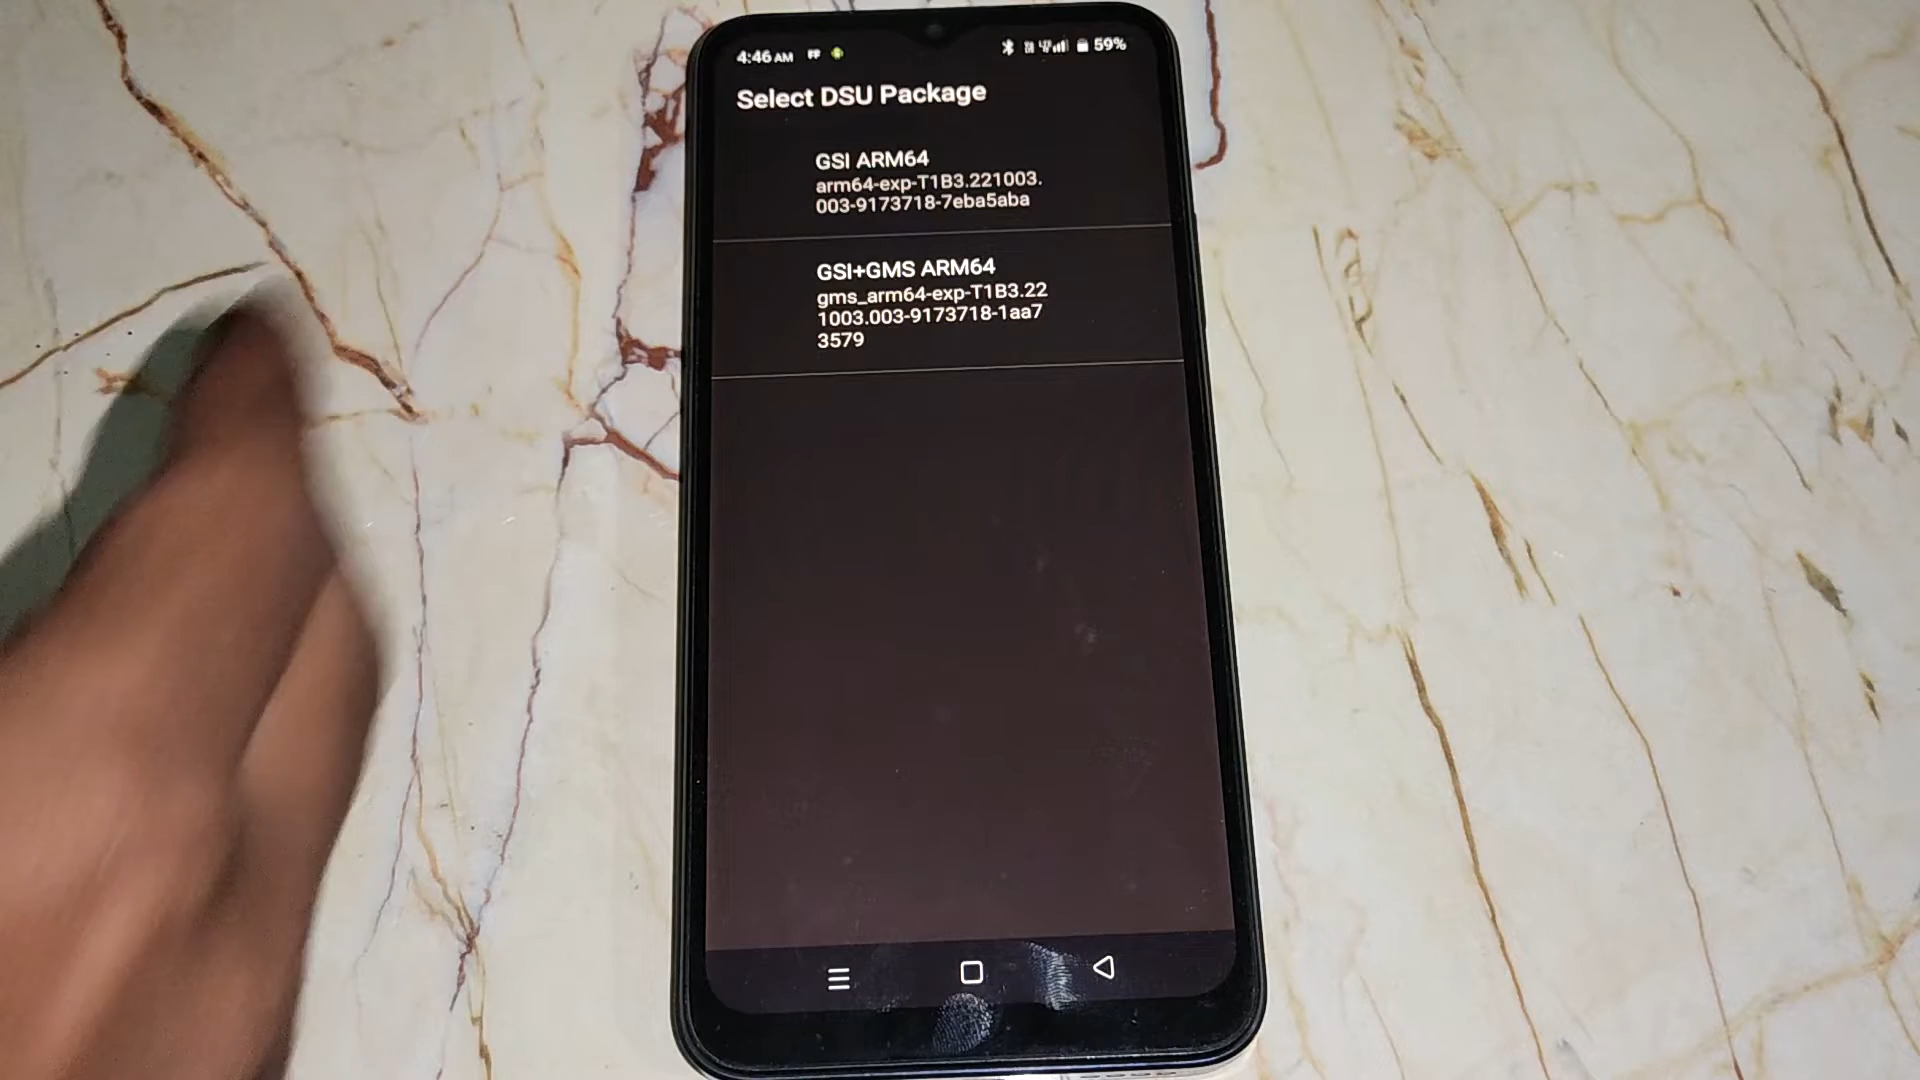 4:46 AM
59%
Select DSU Package
GSI ARM64
arm64-exp-T1B3.221003.
003-9173718-7eba5aba
GSI+GMS ARM64
gms_arm64-exp-T1B3.22
1003.003-9173718-1aa7
3579